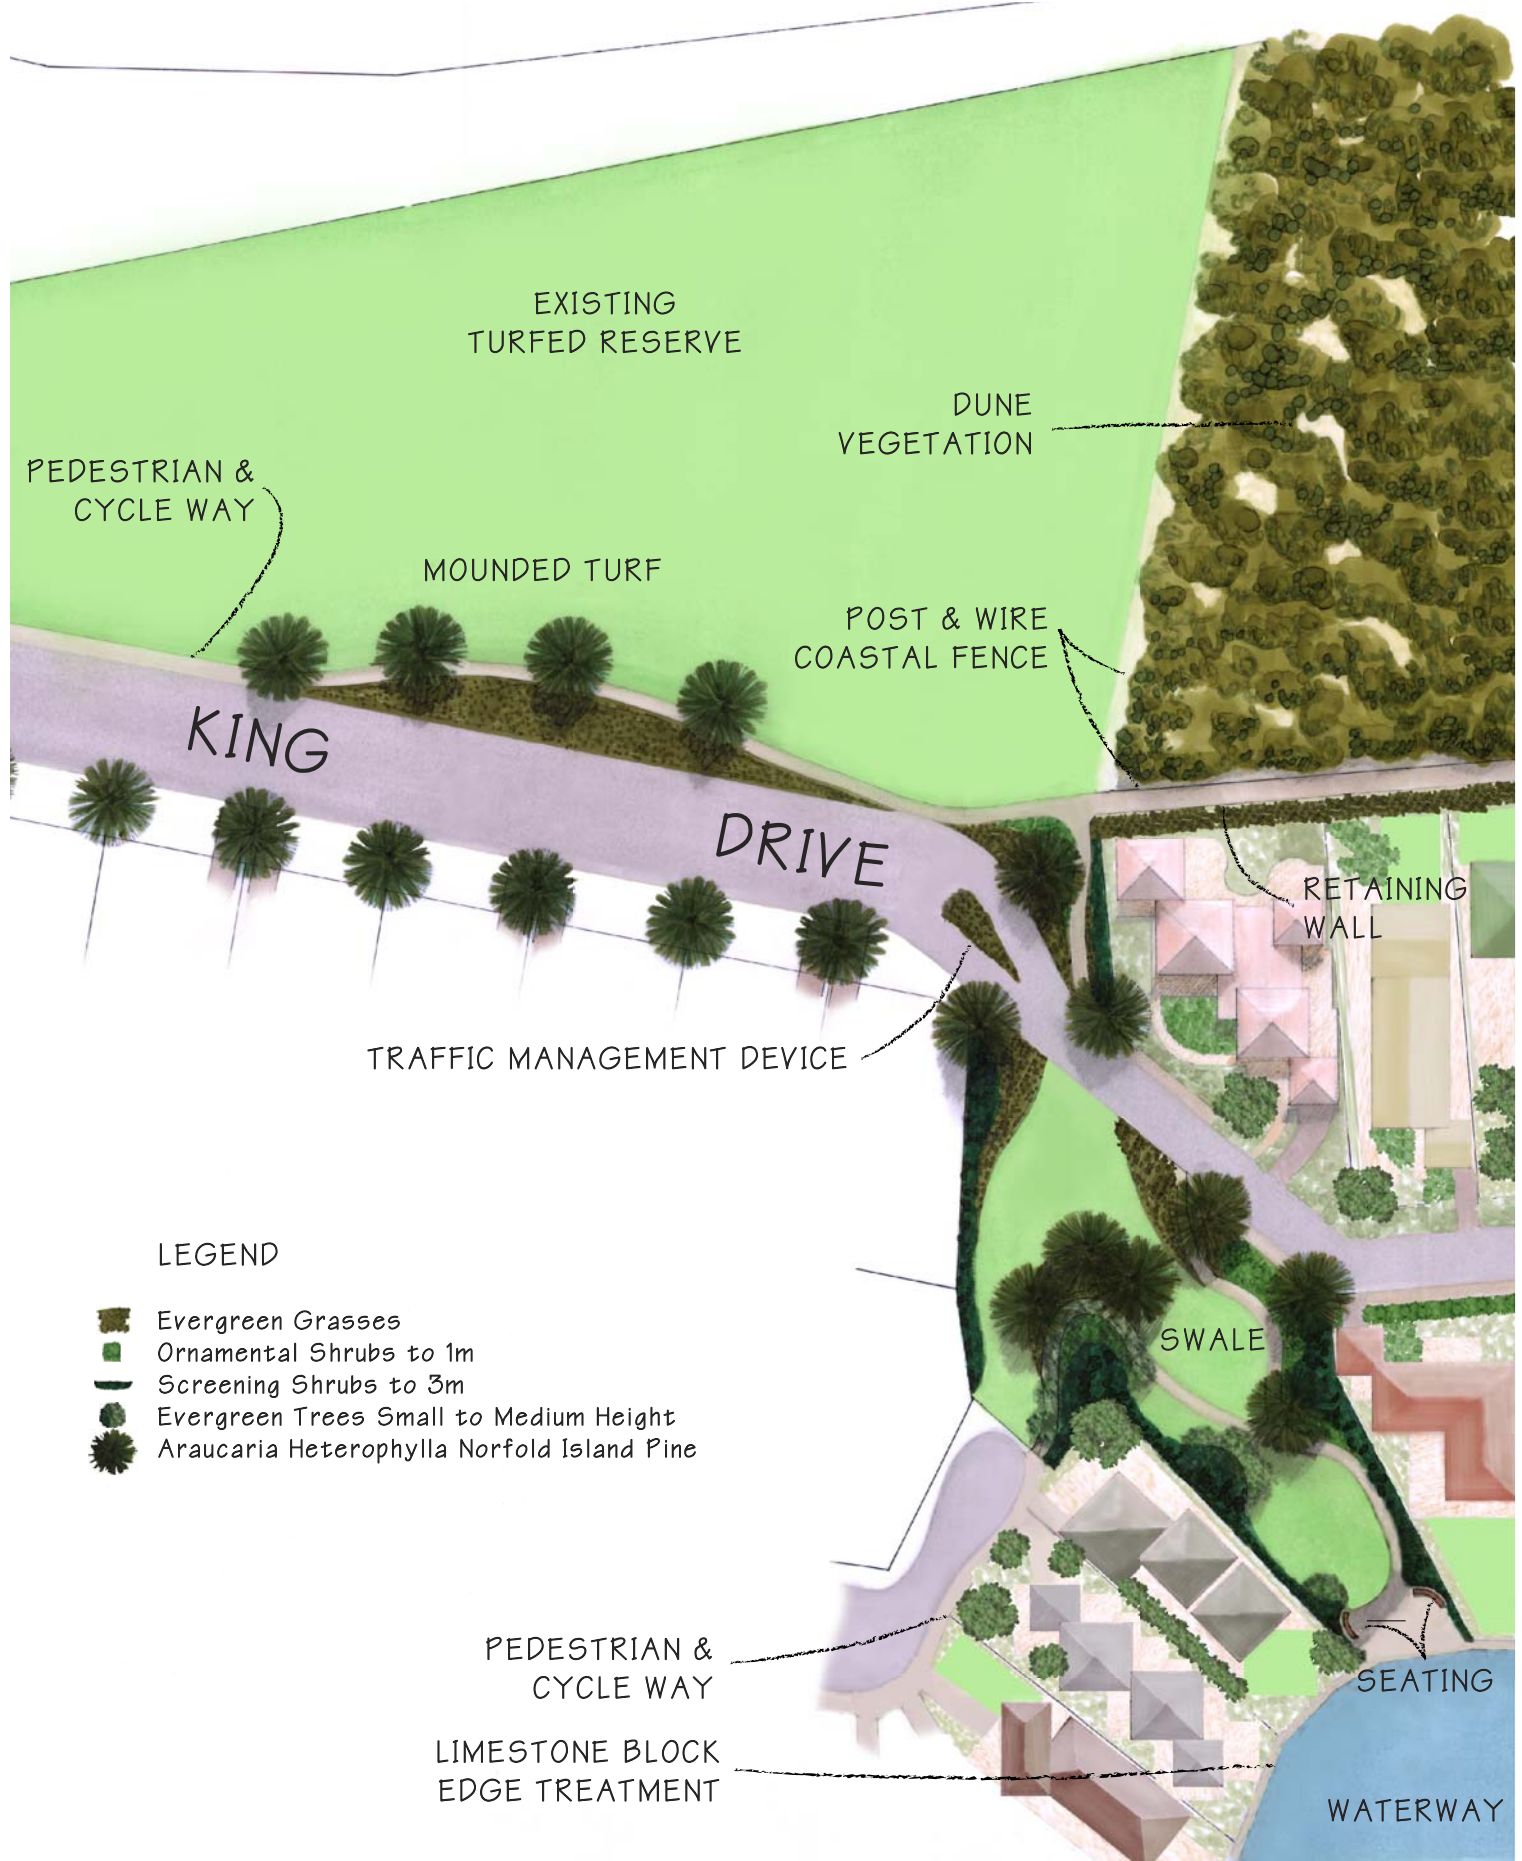 EXISTING
TURFED RESERVE
DUNE
VEGETATION
PEDESTRIAN &
CYCLE WAY
MOUNDED TURF
POST & WIRE
COASTAL FENCE
KING
DRIVE
RETAINING
WALL
TRAFFIC MANAGEMENT DEVICE
LEGEND
Evergreen Grasses
Ornamental Shrubs to 1m
Screening Shrubs to 3m
Evergreen Trees Small to Medium Height
Araucaria Heterophylla Norfold Island Pine
SWALE
PEDESTRIAN &
CYCLE WAY
SEATING
LIMESTONE BLOCK
EDGE TREATMENT
WATERWAY